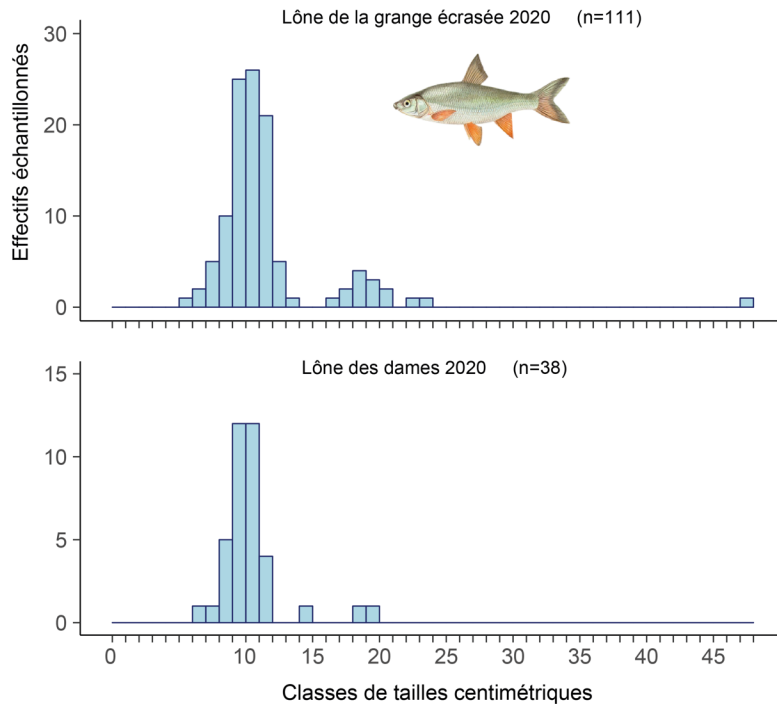 Lône de la grange écrasée 2020 (n=111)
Effectifs échantillonnés
30
20
10
0
Lône des dames 2020 (n=38)
15
10
5
0
0 10 15 20 25 30 35 40 45
Classes de tailles centimétriques